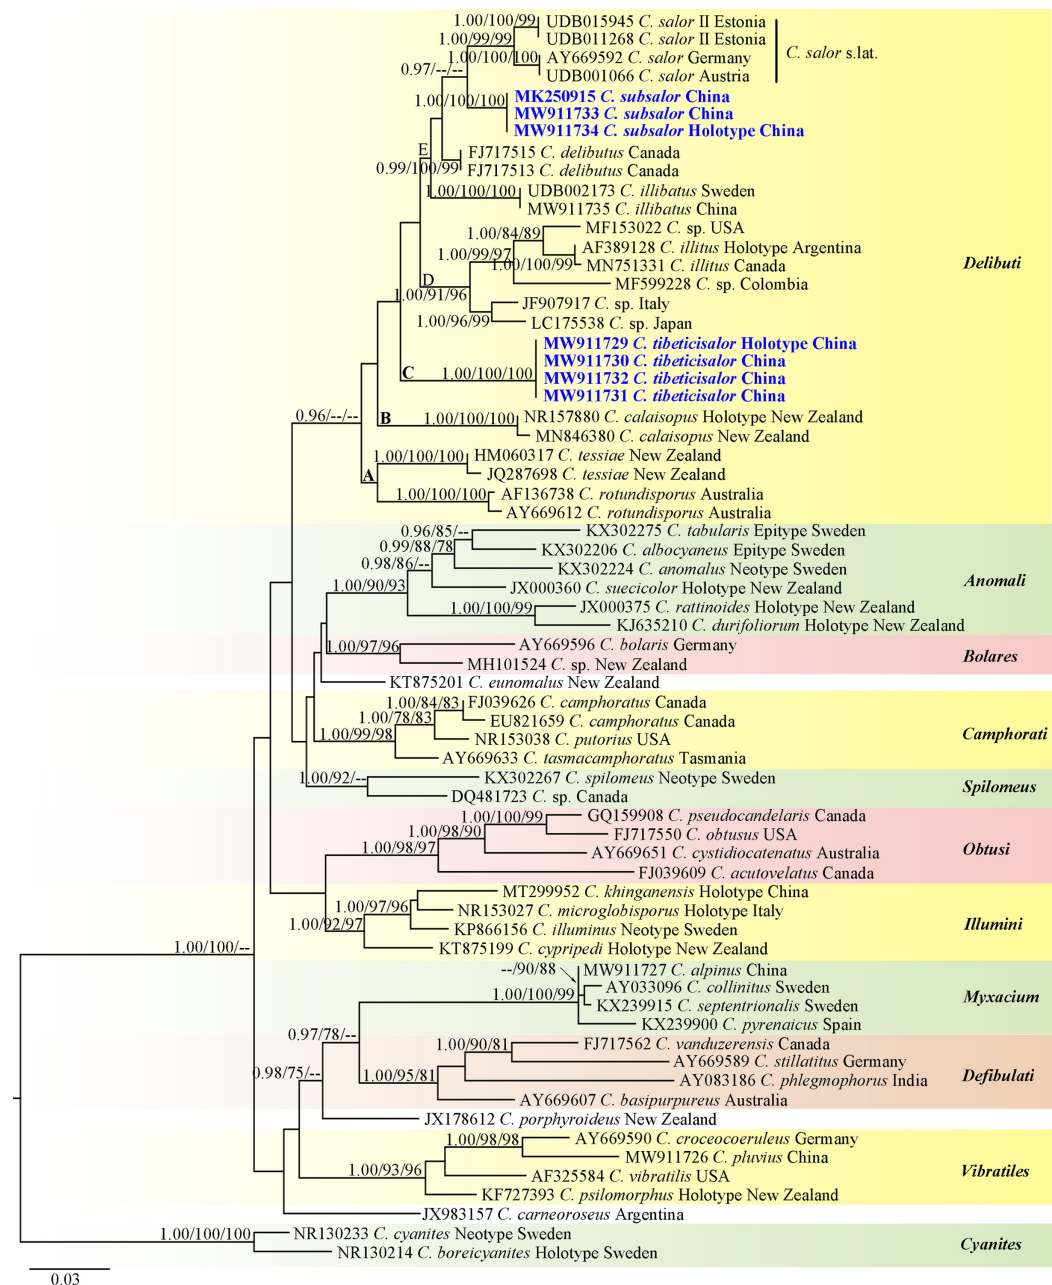 1.00/100/99
UDB015945 C. salor II Estonia
1.00/99/99
UDB011268 C. salor II Estonia
C. salor s.lat.
1.00/100/100
AY669592 C. salor Germany
0.97/--/--
UDB001066 C. salor Austria
1.00/100/100
MK250915 C. subsalor China
MW911733 C. subsalor China
MW911734 C. subsalor Holotype China
E
FJ717515 C. delibutus Canada
0.99/100/99
FJ717513 C. delibutus Canada
1.00/100/100
UDB002173 C. illibatus Sweden
MW911735 C. illibatus China
MF153022 C. sp. USA
1.00/84/89
AF389128 C. illitus Holotype Argentina
1.00/99/97
1.00/100/99
MN751331 C. illitus Canada
Delibuti
D
MF599228 C. sp. Colombia
1.00/91/96
JF907917 C. sp. Italy
1.00/96/99
LC175538 C. sp. Japan
MW911729 C. tibeticisalor Holotype China
MW911730 C. tibeticisalor China
C
1.00/100/100
MW911732 C. tibeticisalor China
MW911731 C. tibeticisalor China
0.96/--/--
B
1.00/100/100
NR157880 C. calaisopus Holotype New Zealand
MN846380 C. calaisopus New Zealand
1.00/100/100
HM060317 C. tessiae New Zealand
A
JQ287698 C. tessiae New Zealand
1.00/100/100
AF136738 C. rotundisporus Australia
AY669612 C. rotundisporus Australia
0.96/85/--
KX302275 C. tabularis Epitype Sweden
0.99/88/78
KX302206 C. albocyaneus Epitype Sweden
0.98/86/--
KX302224 C. anomalus Neotype Sweden
Anomali
1.00/90/93
JX000360 C. suecicolor Holotype New Zealand
1.00/100/99
JX000375 C. rattinoides Holotype New Zealand
KJ635210 C. durifoliorum Holotype New Zealand
1.00/97/96
AY669596 C. bolaris Germany
Bolares
MH101524 C. sp. New Zealand
KT875201 C. eunomalus New Zealand
1.00/84/83
FJ039626 C. camphoratus Canada
1.00/78/83
EU821659 C. camphoratus Canada
1.00/99/98
NR153038 C. putorius USA
Camphorati
AY669633 C. tasmacamphoratus Tasmania
1.00/92/--
KX302267 C. spilomeus Neotype Sweden
Spilomeus
DQ481723 C. sp. Canada
1.00/100/99
GQ159908 C. pseudocandelaris Canada
1.00/98/90
FJ717550 C. obtusus USA
1.00/98/97
AY669651 C. cystidiocatenatus Australia
Obtusi
FJ039609 C. acutovelatus Canada
MT299952 C. khinganensis Holotype China
1.00/97/96
NR153027 C. microglobisporus Holotype Italy
1.00/92/97
KP866156 C. illuminus Neotype Sweden
Illumini
KT875199 C. cypripedi Holotype New Zealand
1.00/100/--
--/90/88
MW911727 C. alpinus China
AY033096 C. collinitus Sweden
1.00/100/99
KX239915 C. septentrionalis Sweden
Myxacium
KX239900 C. pyrenaicus Spain
0.97/78/--
1.00/90/81
FJ717562 C. vanduzerensis Canada
AY669589 C. stillatitus Germany
0.98/75/--
1.00/95/81
AY083186 C. phlegmophorus India
Defibulati
AY669607 C. basipurpureus Australia
JX178612 C. porphyroideus New Zealand
1.00/98/98
AY669590 C. croceocoeruleus Germany
MW911726 C. pluvius China
1.00/93/96
AF325584 C. vibratilis USA
Vibratiles
KF727393 C. psilomorphus Holotype New Zealand
JX983157 C. carneoroseus Argentina
1.00/100/100
NR130233 C. cyanites Neotype Sweden
Cyanites
NR130214 C. boreicyanites Holotype Sweden
0.03